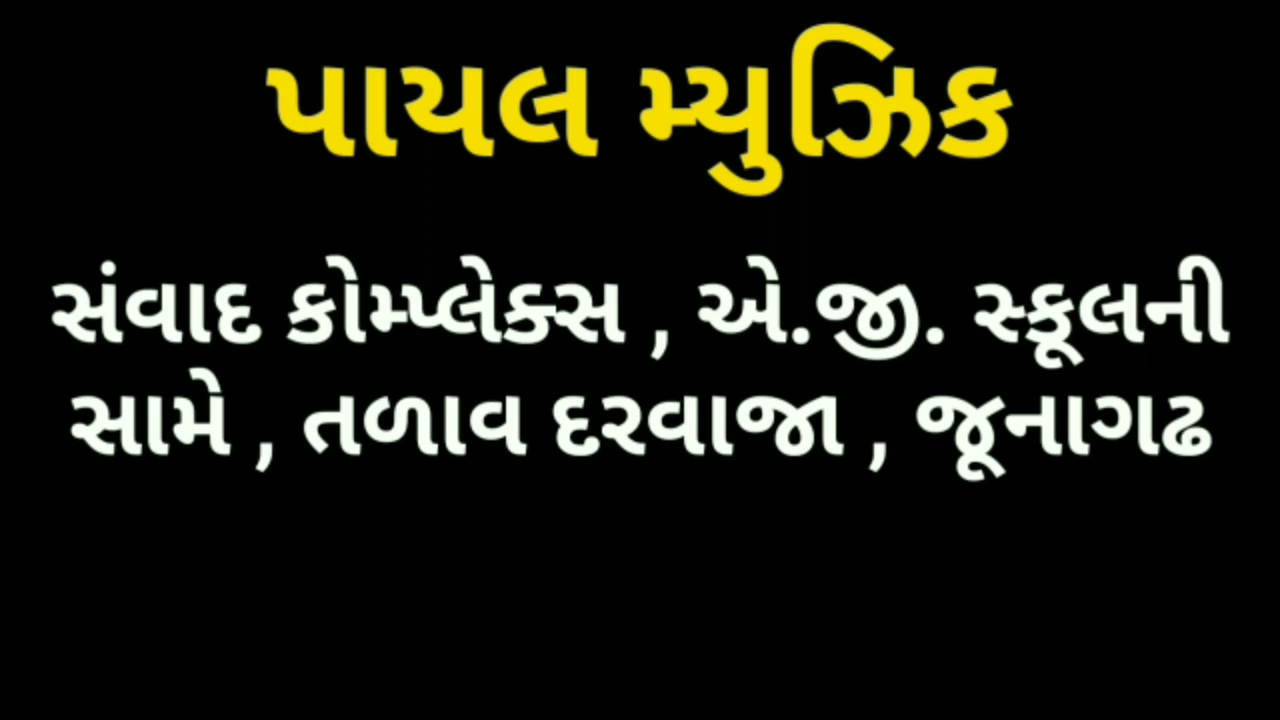 પાયલ મ્યુઝિક
સંવાદ કોમ્પ્લેક્સ , એ.જી. સ્કૂલની
સામે , તળાવ દરવાજા , જૂનાગઢ